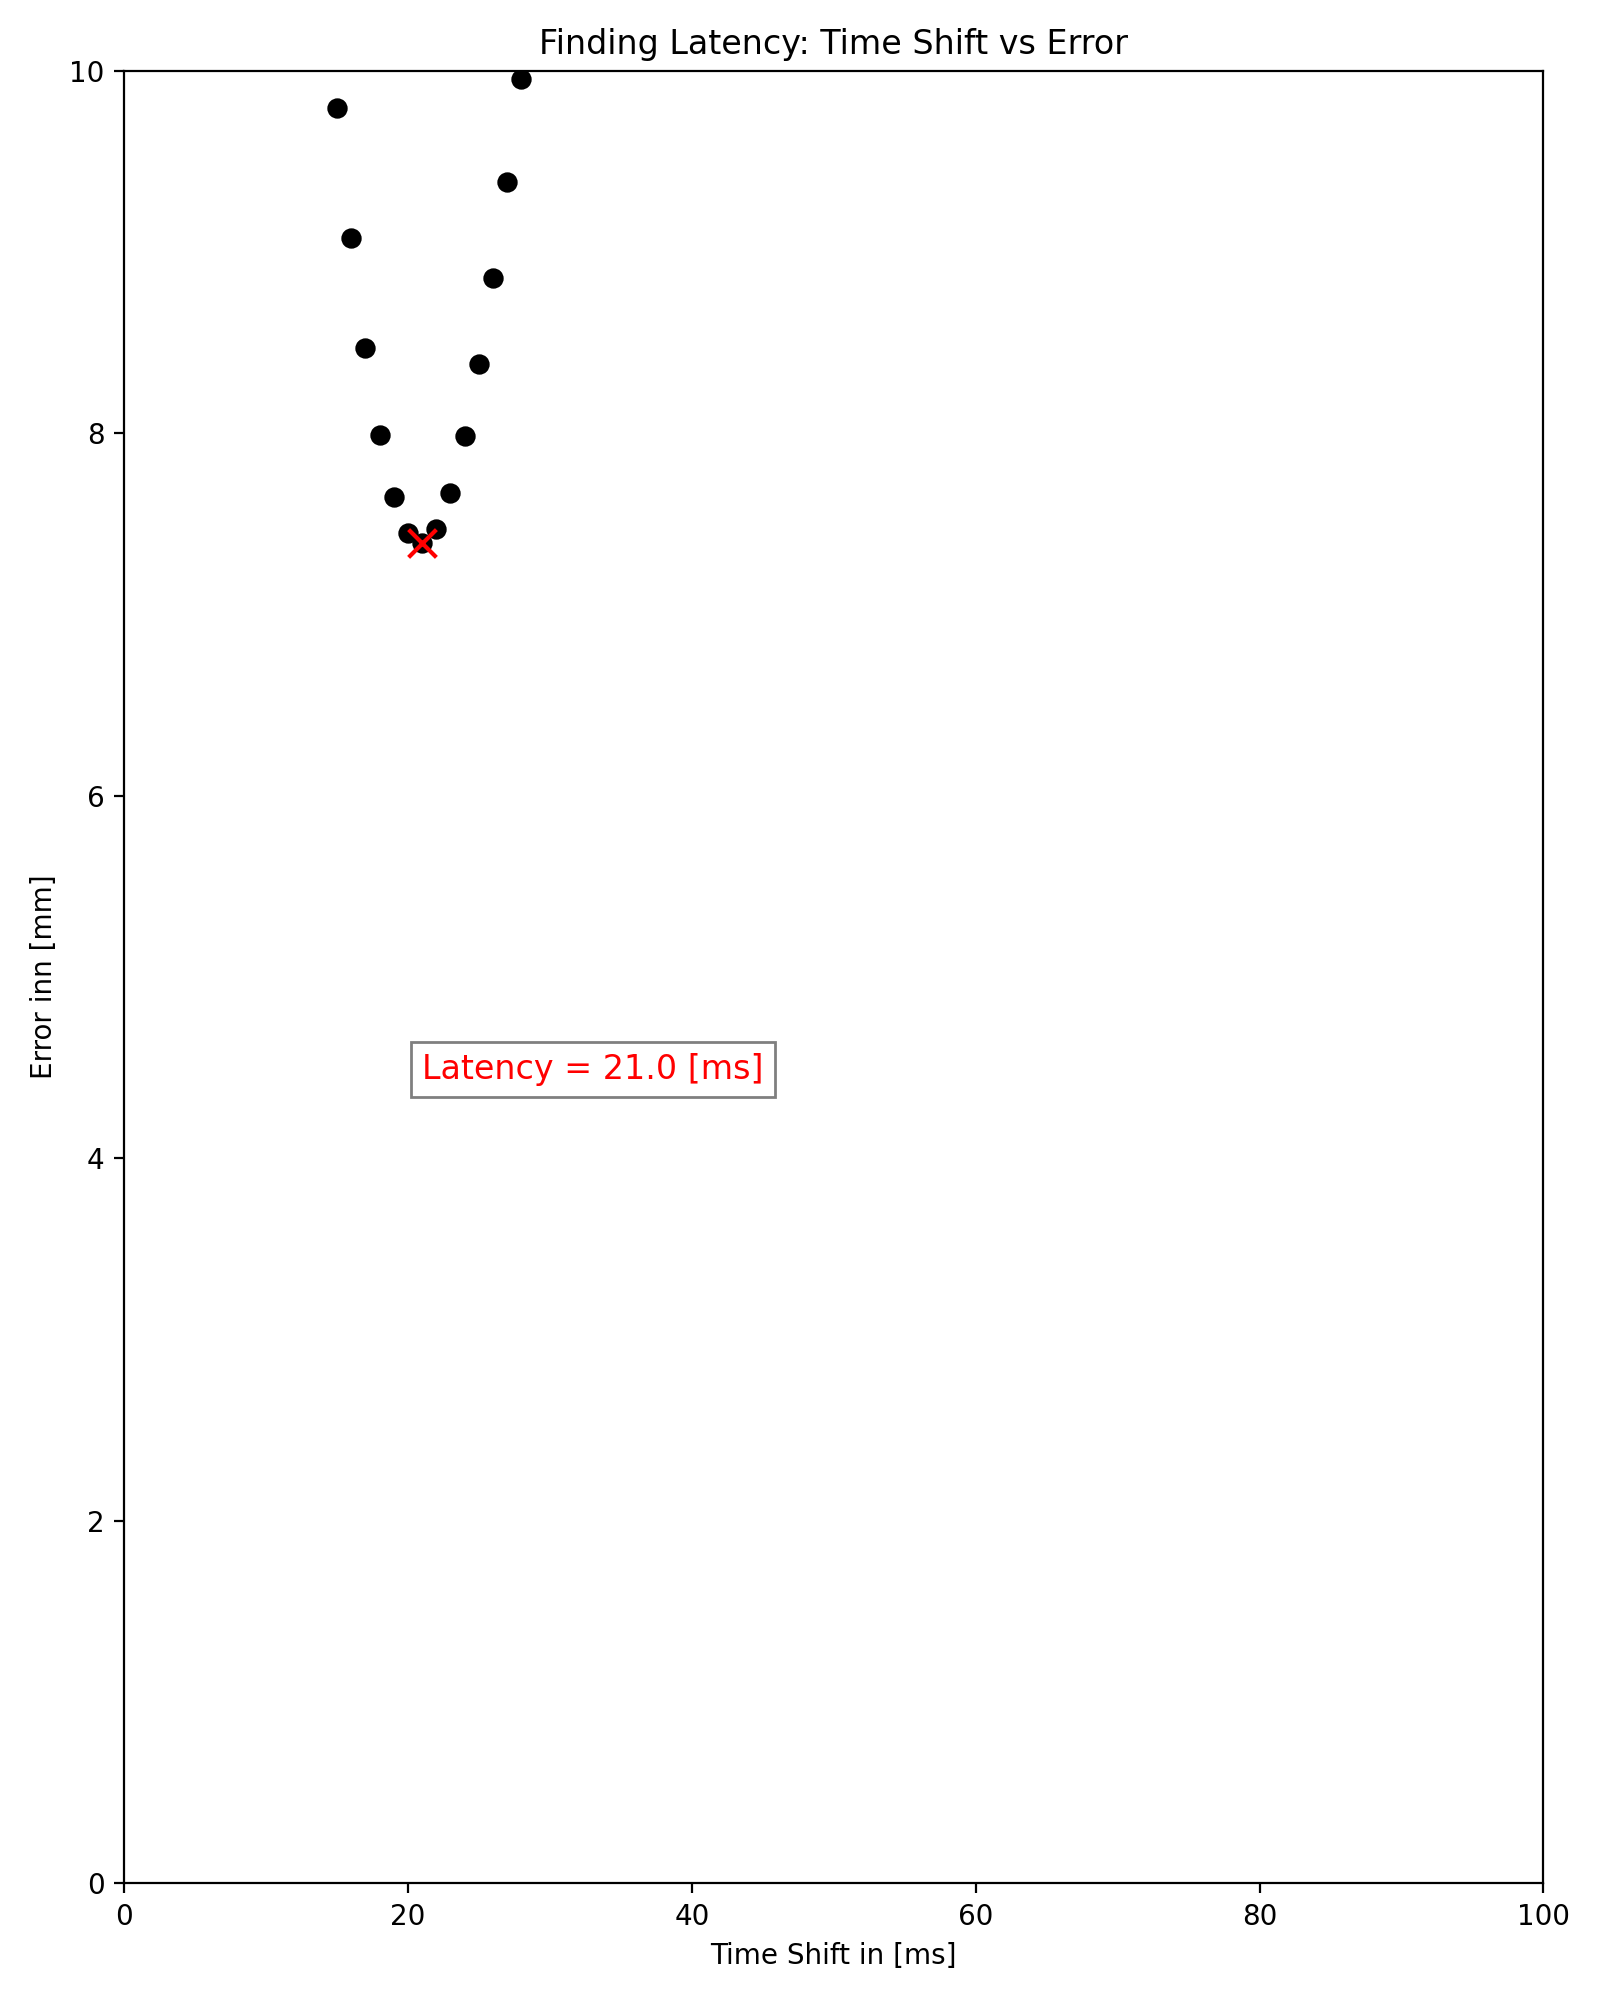 Finding Latency: Time Shift vs Error
10
8
6
4
2
0
Error inn [mm]
Latency = 21.0 [ms]
0 20 40 60 80 100
Time Shift in [ms]